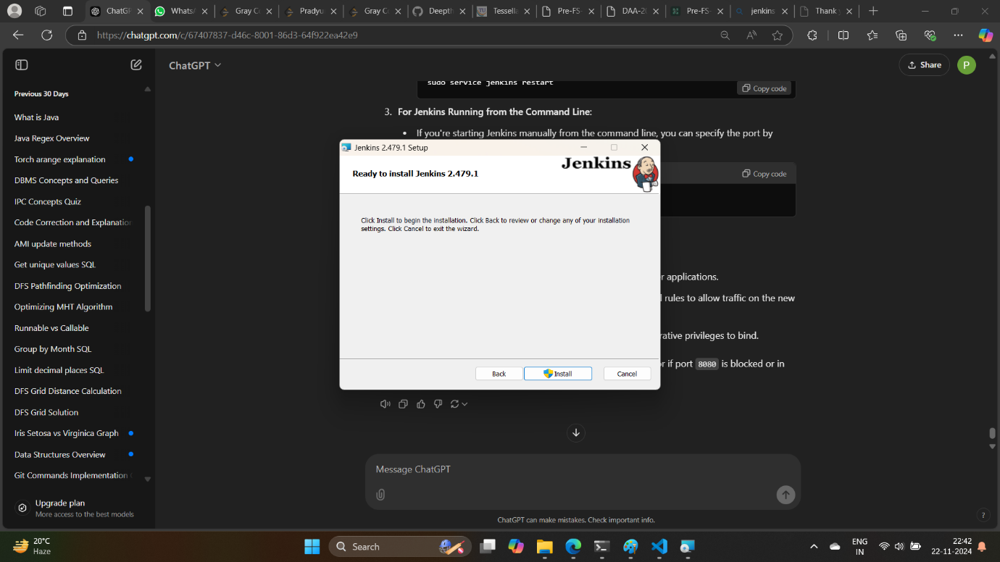 ChatGP
WhatsA
Gray Co
Pradyu
Gray Co
Deepth
Tessella
Pre-FS-
DAA-20
Pre-FS-
jenkins
Thank y
https://chatgpt.com/c/67407837-d46c-8001-86d3-64f922ea42e9
ChatGPT
Share
P
Previous 30 Days
What is Java
Java Regex Overview
Torch arange explanation
DBMS Concepts and Queries
IPC Concepts Quiz
Code Correction and Explanation
AMI update methods
Get unique values SQL
DFS Pathfinding Optimization
Optimizing MHT Algorithm
Runnable vs Callable
Group by Month SQL
Limit decimal places SQL
DFS Grid Distance Calculation
DFS Grid Solution
Iris Setosa vs Virginica Graph
Data Structures Overview
Git Commands Implementation
Upgrade plan
More access to the best models
sudo service jenkins restart
Copy code
3. For Jenkins Running from the Command Line:
If you're starting Jenkins manually from the command line, you can specify the port by
Copy code
r applications.
rules to allow traffic on the new
rative privileges to bind.
or if port 8080 is blocked or in
Jenkins 2.479.1 Setup
Jenkins
Ready to install Jenkins 2.479.1
Click Install to begin the installation. Click Back to review or change any of your installation
settings. Click Cancel to exit the wizard.
Back
Install
Cancel
Message ChatGPT
ChatGPT can make mistakes. Check important info.
?
20°C
Haze
Search
ENG
IN
22:42
22-11-2024